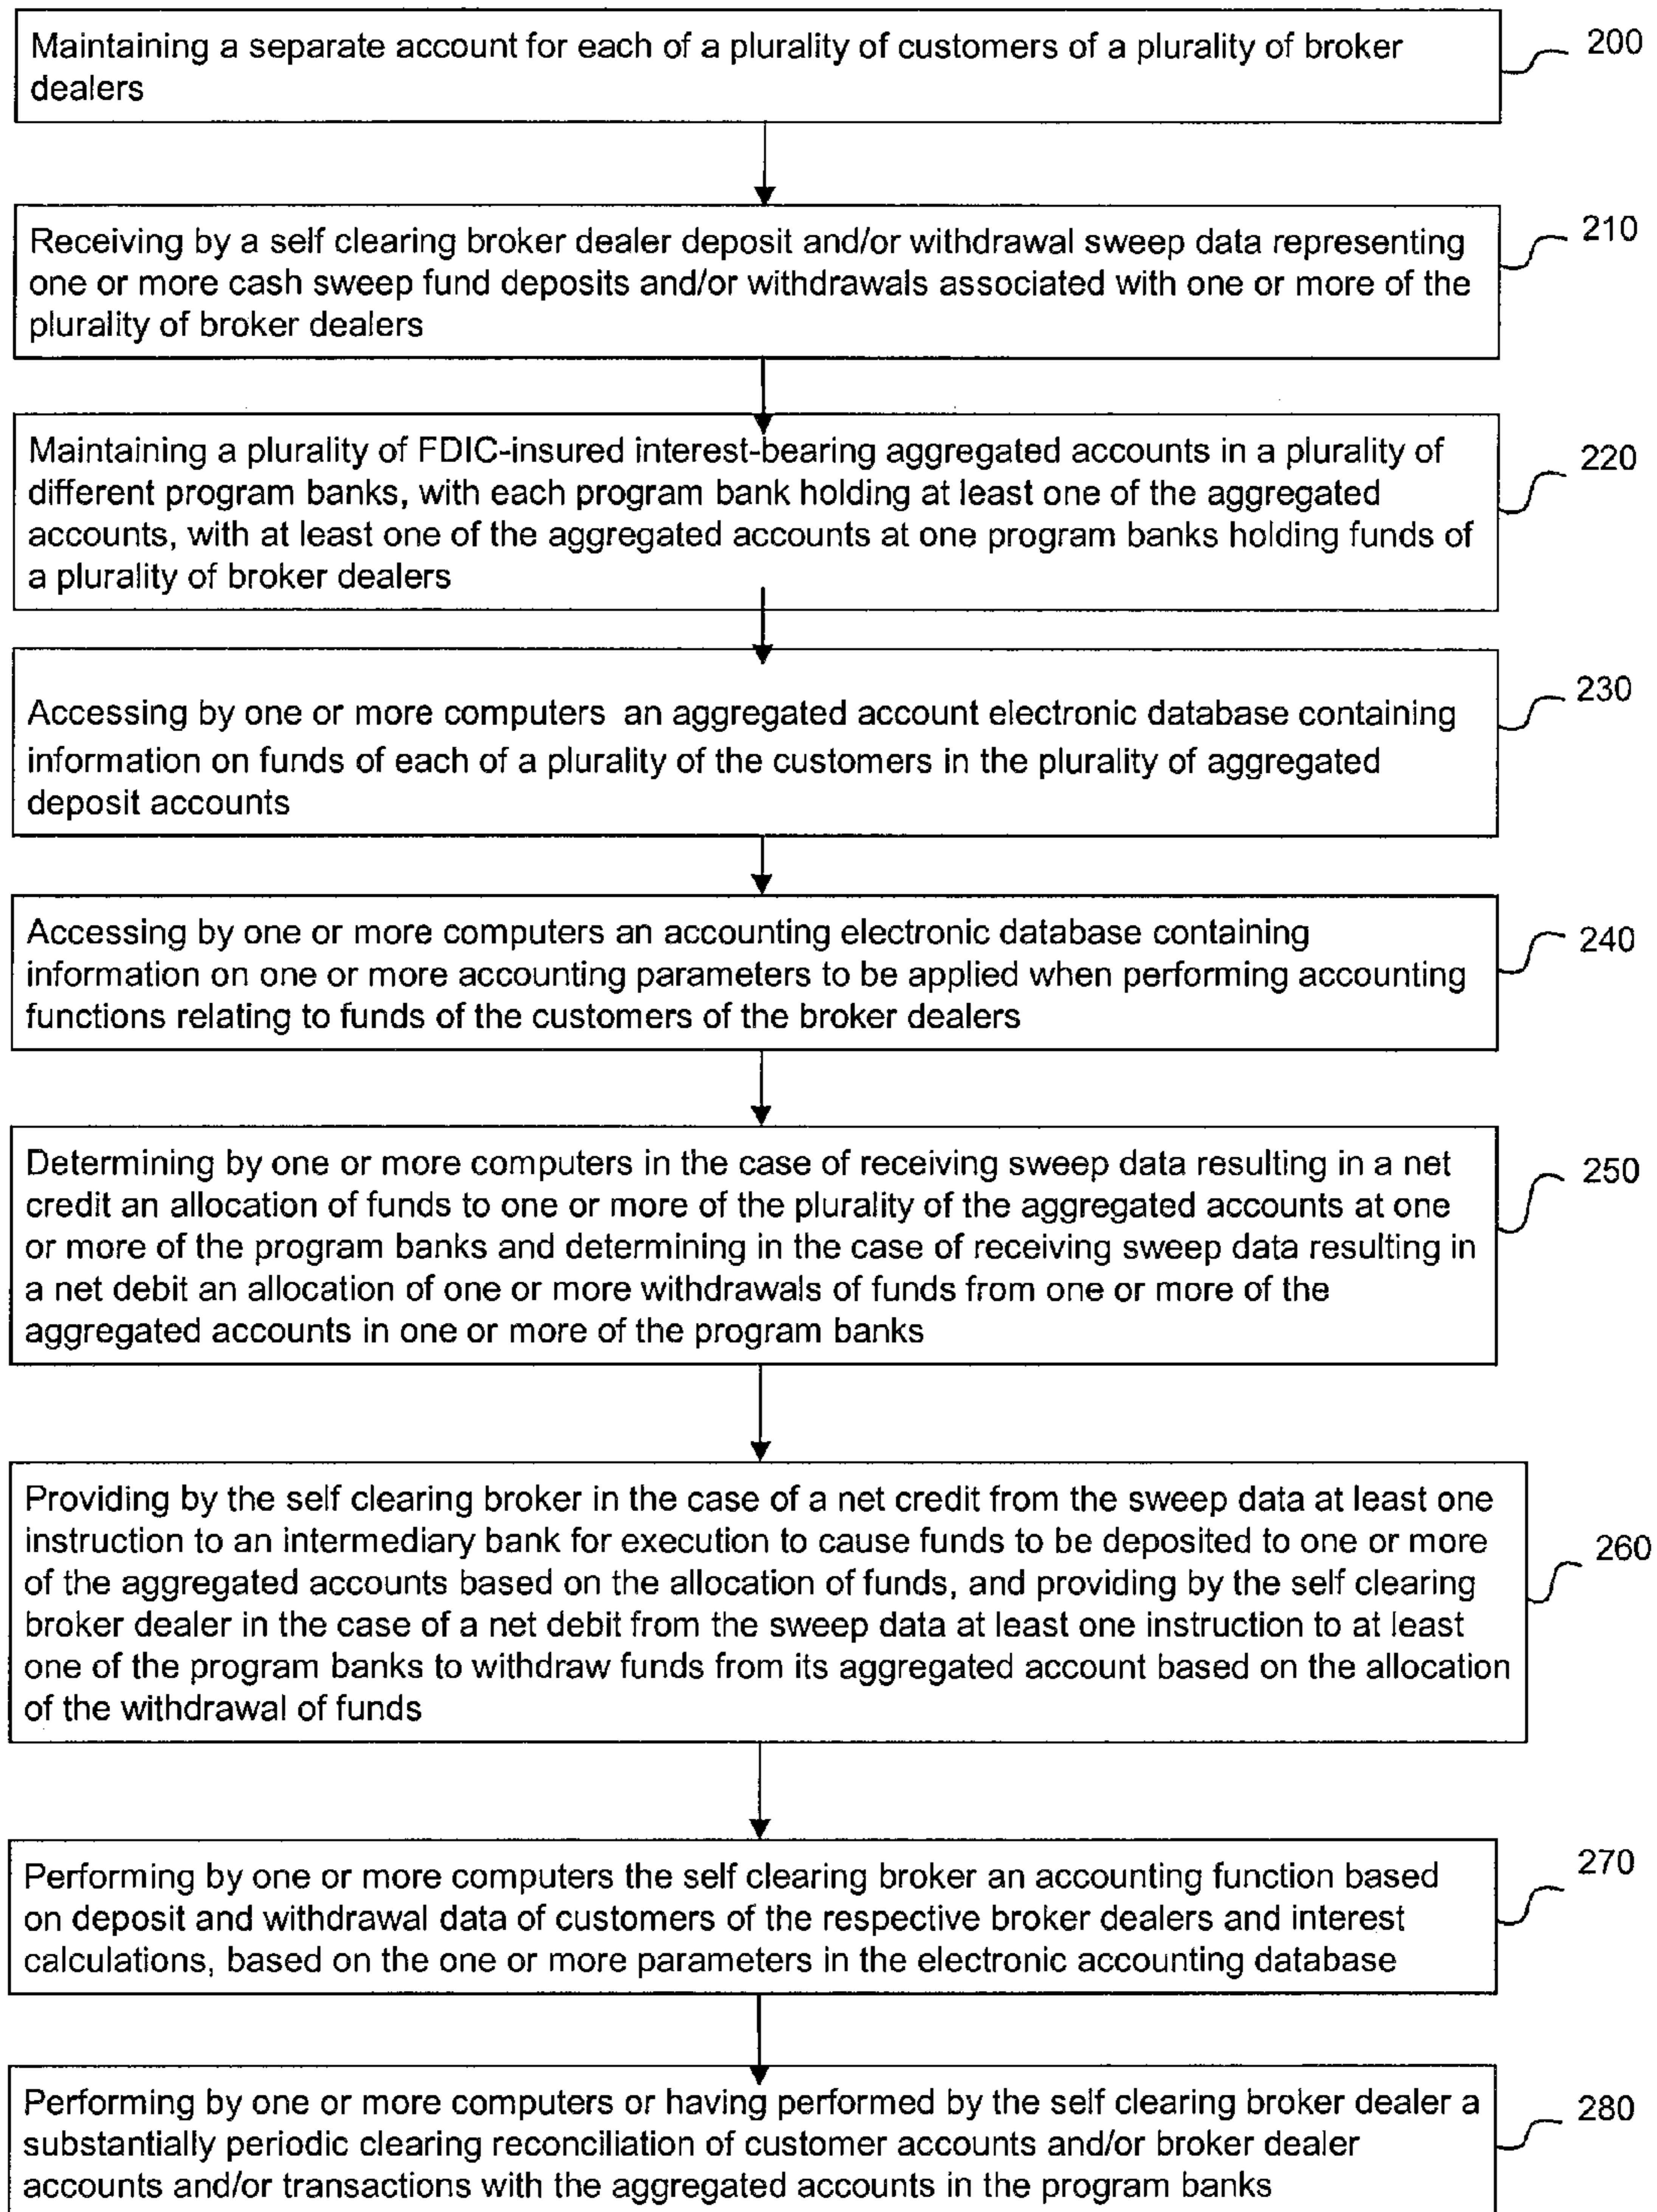 Maintaining a separate account for each of a plurality of customers of a plurality of broker
dealers
200
Receiving by a self clearing broker dealer deposit and/or withdrawal sweep data representing
one or more cash sweep fund deposits and/or withdrawals associated with one or more of the
plurality of broker dealers
210
Maintaining a plurality of FDIC-insured interest-bearing aggregated accounts in a plurality of
different program banks, with each program bank holding at least one of the aggregated
accounts, with at least one of the aggregated accounts at one program banks holding funds of
a plurality of broker dealers
220
Accessing by one or more computers an aggregated account electronic database containing
information on funds of each of a plurality of the customers in the plurality of aggregated
deposit accounts
230
Accessing by one or more computers an accounting electronic database containing
information on one or more accounting parameters to be applied when performing accounting
functions relating to funds of the customers of the broker dealers
240
Determining by one or more computers in the case of receiving sweep data resulting in a net
credit an allocation of funds to one or more of the plurality of the aggregated accounts at one
or more of the program banks and determining in the case of receiving sweep data resulting in
a net debit an allocation of one or more withdrawals of funds from one or more of the
aggregated accounts in one or more of the program banks
250
Providing by the self clearing broker in the case of a net credit from the sweep data at least one
instruction to an intermediary bank for execution to cause funds to be deposited to one or more
of the aggregated accounts based on the allocation of funds, and providing by the self clearing
broker dealer in the case of a net debit from the sweep data at least one instruction to at least
one of the program banks to withdraw funds from its aggregated account based on the allocation
of the withdrawal of funds
260
Performing by one or more computers the self clearing broker an accounting function based
on deposit and withdrawal data of customers of the respective broker dealers and interest
calculations, based on the one or more parameters in the electronic accounting database
270
Performing by one or more computers or having performed by the self clearing broker dealer a
substantially periodic clearing reconciliation of customer accounts and/or broker dealer
accounts and/or transactions with the aggregated accounts in the program banks
280